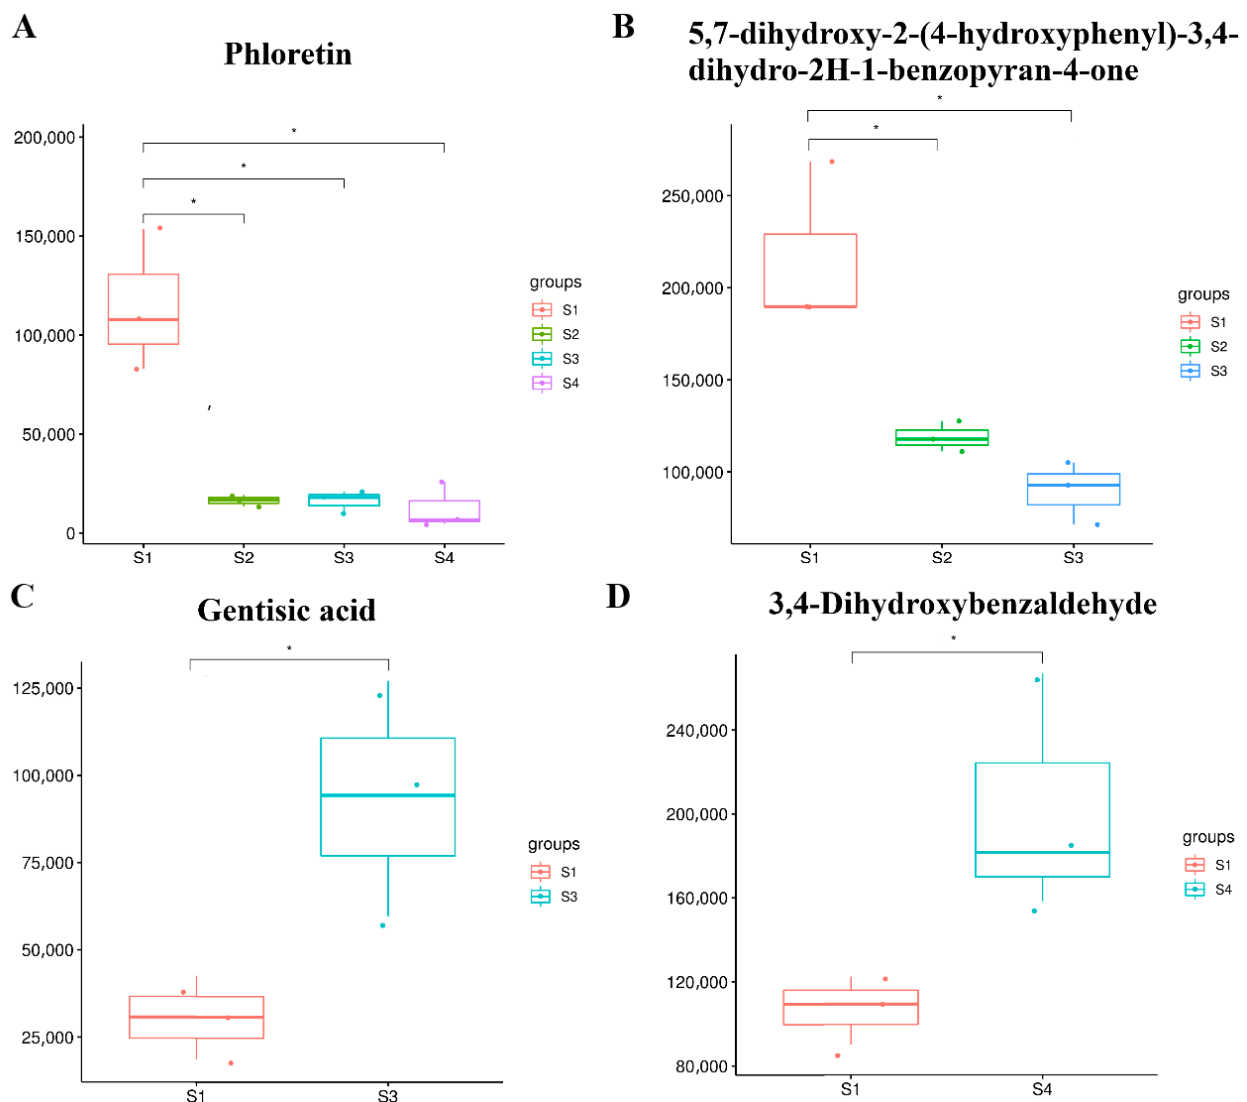 A
Phloretin
200,000
150,000
100,000
50,000
0
*
*
*
S1
S2
S3
S4
groups
S1
S2
S3
S4
B
5,7-dihydroxy-2-(4-hydroxyphenyl)-3,4-
dihydro-2H-1-benzopyran-4-one
250,000
200,000
150,000
100,000
*
*
S1
S2
S3
groups
S1
S2
S3
C
Gentisic acid
125,000
100,000
75,000
50,000
25,000
*
S1
S3
groups
S1
S3
D
3,4-Dihydroxybenzaldehyde
240,000
200,000
160,000
120,000
80,000
*
S1
S4
groups
S1
S4